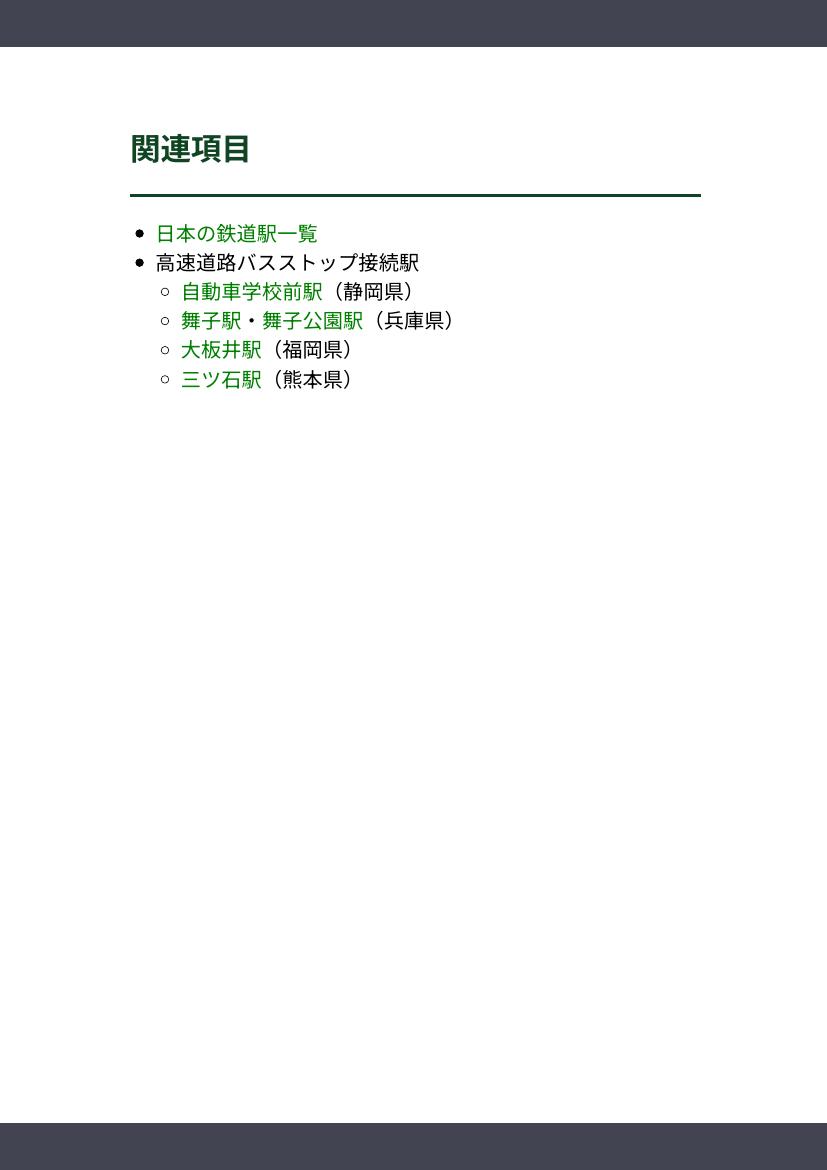 関連項目
日本の鉄道駅一覧
高速道路バスストップ接続駅
自動車学校前駅（静岡県）
舞子駅・舞子公園駅（兵庫県）
大板井駅（福岡県）
三ツ石駅（熊本県）